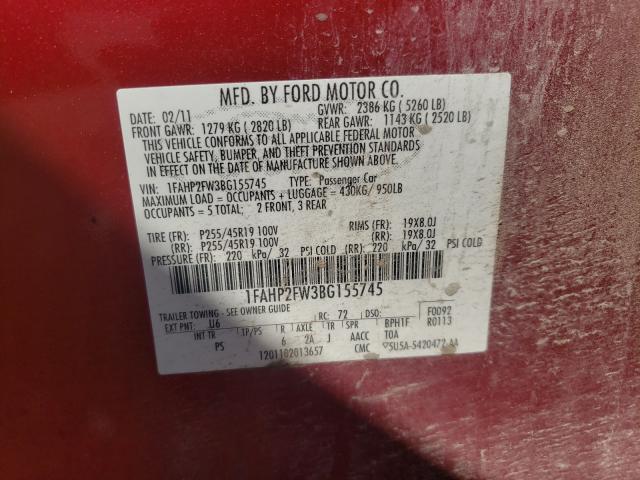 MFD. BY FORD MOTOR CO.
DATE: 02/11 GVWR: 2386 KG ( 5260 LB)
FRONT GAWR: 1279 KG ( 2820 LB) REAR GAWR: 1143 KG ( 2520 LB)
THIS VEHICLE CONFORMS TO ALL APPLICABLE FEDERAL MOTOR
VEHICLE SAFETY, BUMPER, AND THEFT PREVENTION STANDARDS
IN EFFECT ON THE DATE OF MANUFACTURE SHOWN ABOVE.
VIN: 1FAHP2FW3BG155745 TYPE: Passenger Car
MAXIMUM LOAD = OCCUPANTS + LUGGAGE = 430KG/ 950LB
OCCUPANTS = 5 TOTAL: 2 FRONT, 3 REAR
TIRE (FR): P255/45R19 100V RIMS (FR): 19X8.0J
(RR): P255/45R19 100V (RR): 19X8.0J
PRESSURE (FR): 220 kPa/ 32 PSI COLD (RR): 220 kPa/ 32 PSI COLD
1FAHP2FW3BG155745
TRAILER TOWING - SEE OWNER GUIDE F0092
EXT PNT: U6 RC: 72 DSO: R0113
INT TR TP/PS R AXLE TR SPR BPH1F
P5 6 2A J AACC TOA
1201102013657 CMC 5U5A-5420472-AA